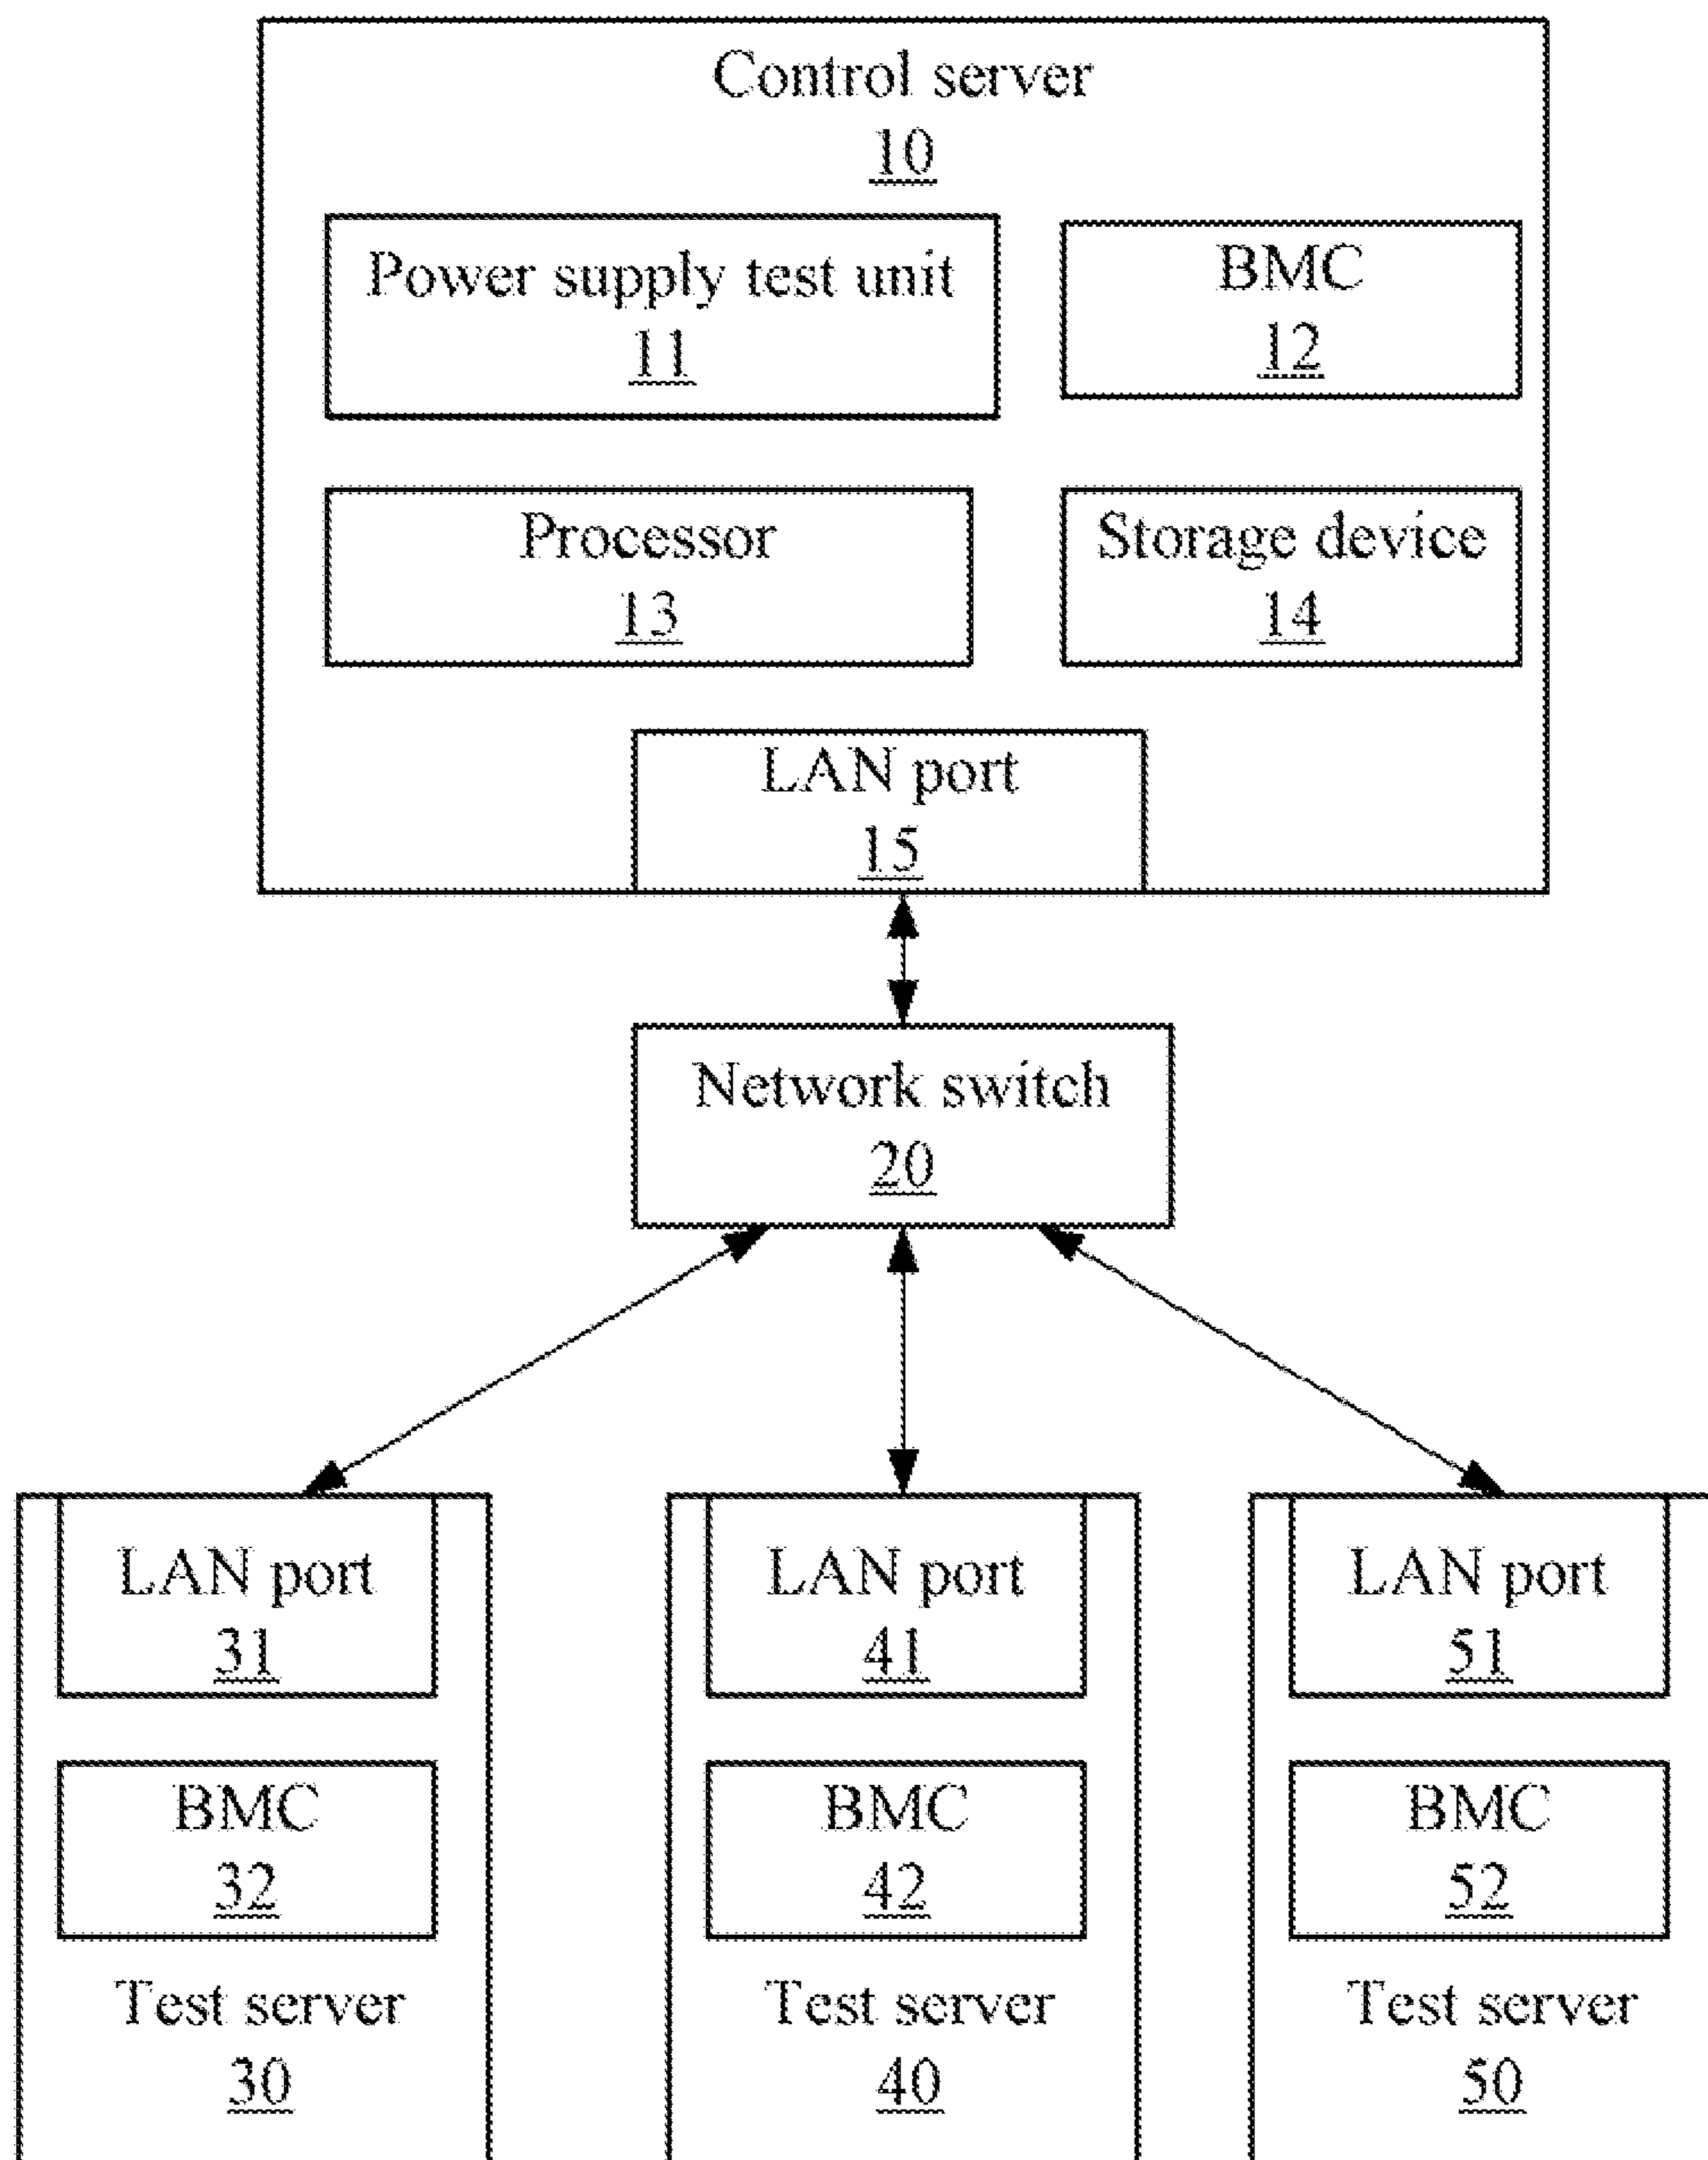 Control server
10
Power supply test unit
11
BMC
12
Processor
13
Storage device
14
LAN port
15
Network switch
20
LAN port
31
BMC
32
Test server
30
LAN port
41
BMC
42
Test server
40
LAN port
51
BMC
52
Test server
50